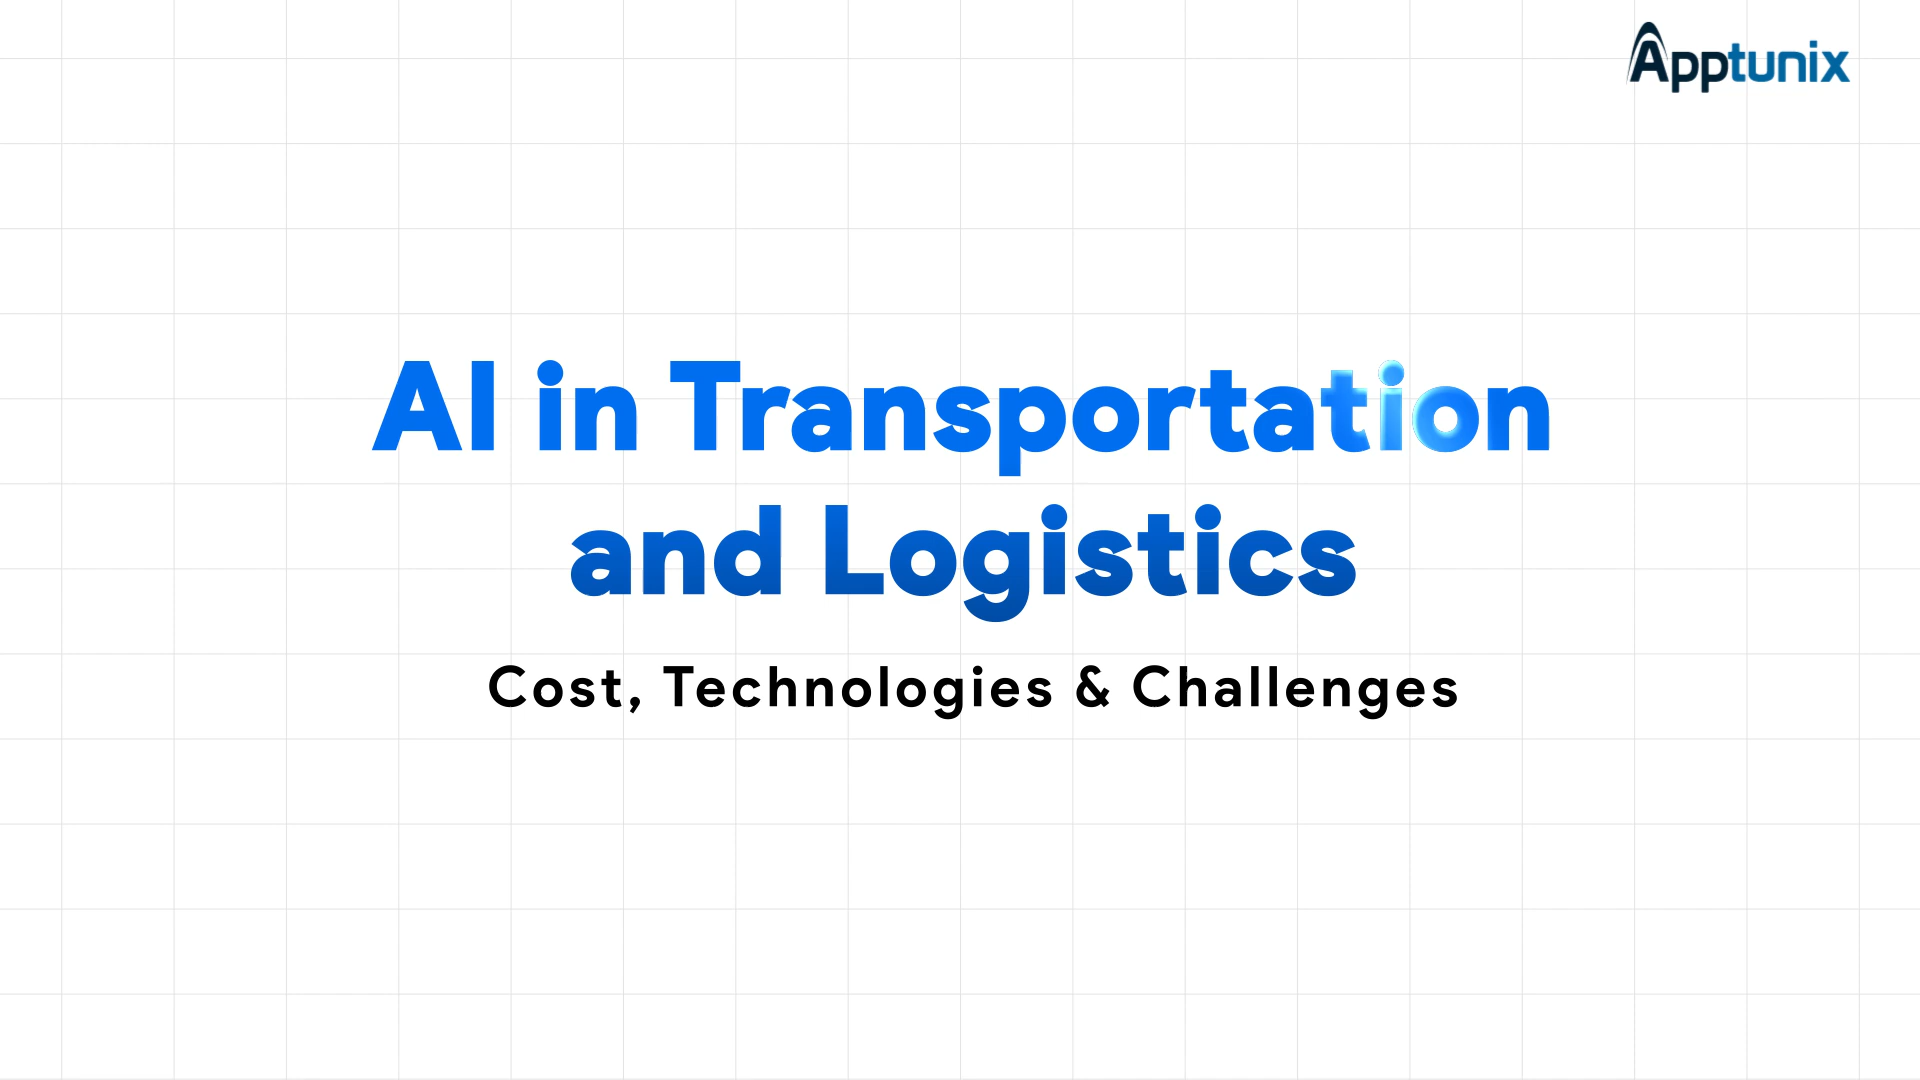 Apptunix
AI in Transportation
and Logistics
Cost, Technologies & Challenges